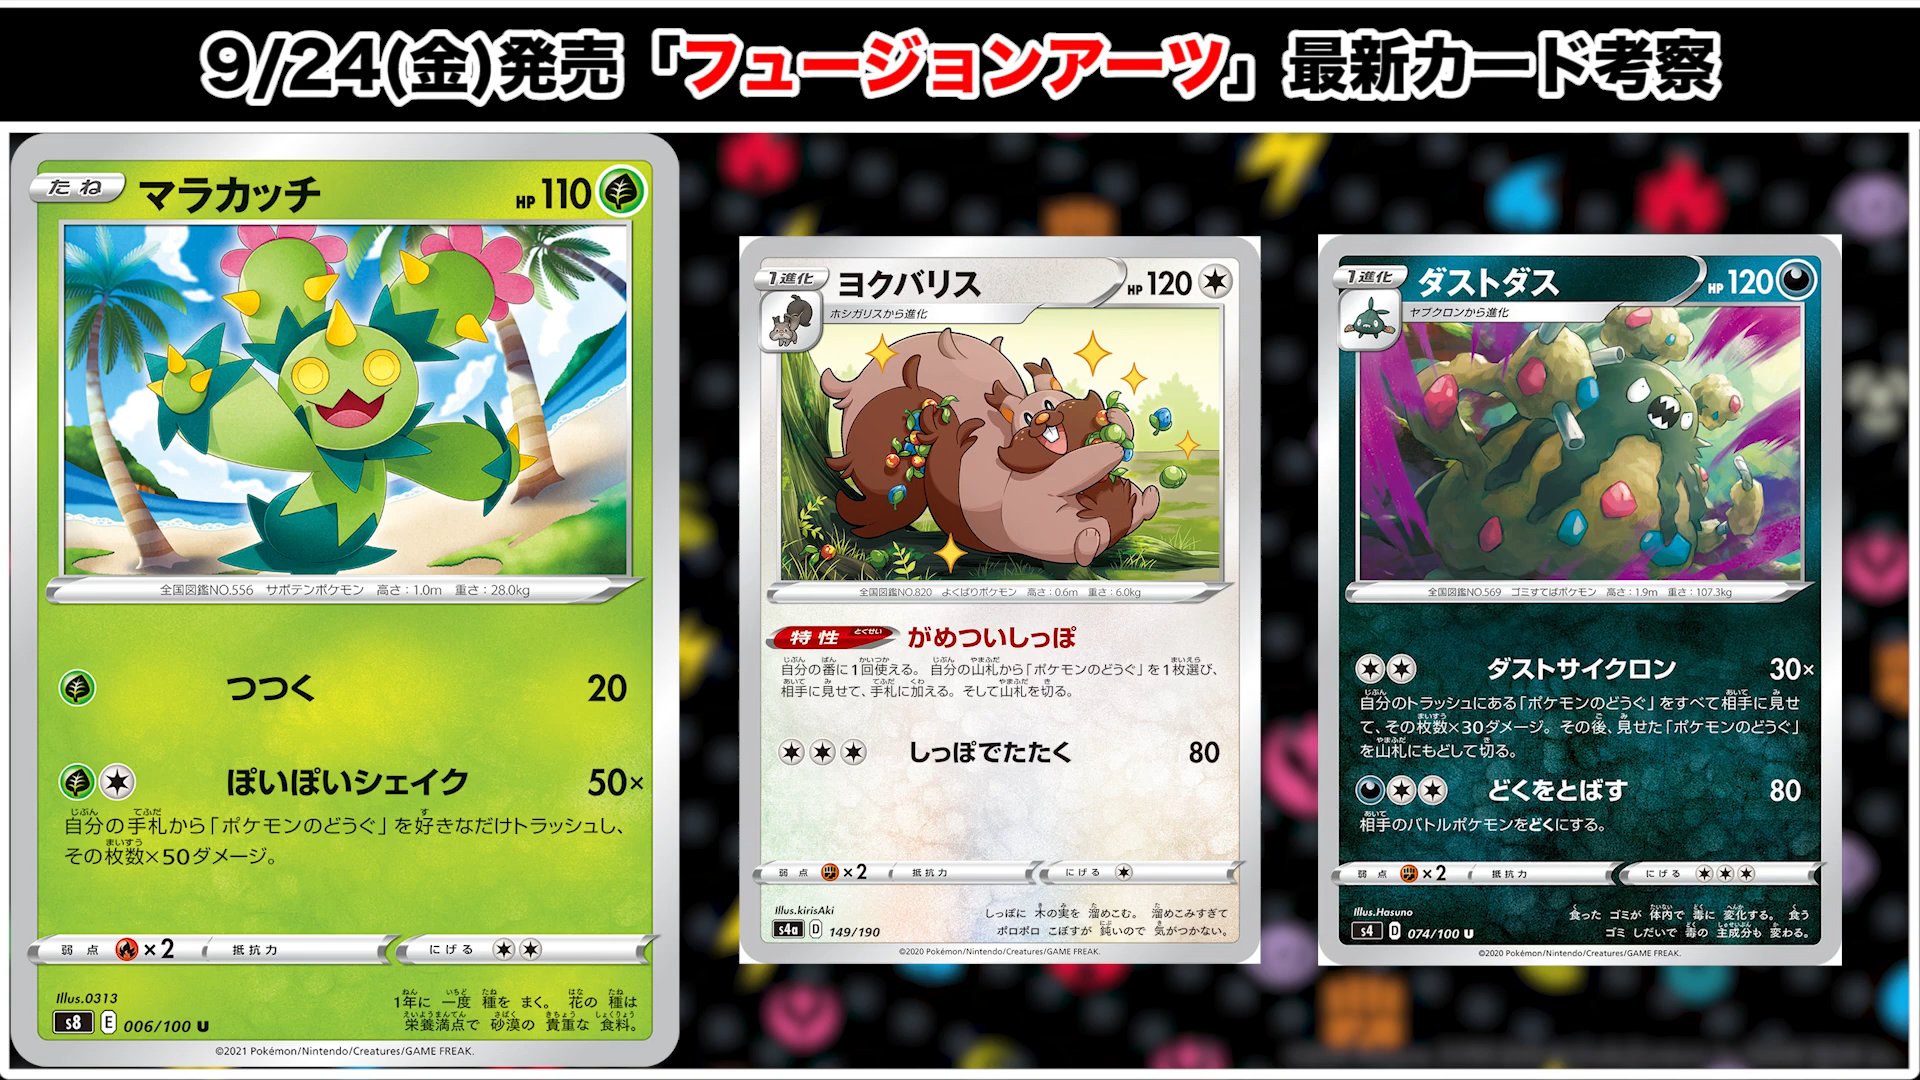 9/24(金)発売「フュージョンアーツ」最新カード考察
たね マラカッチ HP 110
全国図鑑NO.556 サボテンポケモン 高さ：1.0m 重さ：28.0kg
つつく 20
ぽいぽいシェイク 50×
自分の手札から「ポケモンのどうぐ」を好きなだけトラッシュし、
その枚数×50ダメージ。
弱点 ×2 抵抗力 にげる
Illus.0313
s8 E 006/100 U
1年に 一度 種を まく。 花の 種は
栄養満点で 砂漠の 貴重な 食料。
©2021 Pokémon/Nintendo/Creatures/GAME FREAK.
1進化 ヨクバリス HP 120
ホシガリスから進化
全国図鑑NO.820 よくばりポケモン 高さ：0.6m 重さ：6.0kg
特性 とくせい がめついしっぽ
自分の番に1回使える。自分の山札から「ポケモンのどうぐ」を1枚選び、
相手に見せて、手札に加える。そして山札を切る。
しっぽでたたく 80
弱点 ×2 抵抗力 にげる
Illus.kirisAki
s4a D 149/190
しっぽに 木の実を 溜めこむ。 溜めこみすぎて
ポロポロ こぼすが 鈍いので 気がつかない。
©2020 Pokémon/Nintendo/Creatures/GAME FREAK.
1進化 ダストダス HP 120
ヤブクロンから進化
全国図鑑NO.569 ゴミすてばポケモン 高さ：1.9m 重さ：107.3kg
ダストサイクロン 30×
自分のトラッシュにある「ポケモンのどうぐ」をすべて相手に見せ
て、その枚数×30ダメージ。その後、見せた「ポケモンのどうぐ」
を山札にもどして切る。
どくをとばす 80
相手のバトルポケモンをどくにする。
弱点 ×2 抵抗力 にげる
Illus.Hasuno
s4 D 074/100 U
食った ゴミが 体内で 毒に 変化する。 食う
ゴミ しだいで 毒の 主成分も 変わる。
©2020 Pokémon/Nintendo/Creatures/GAME FREAK.